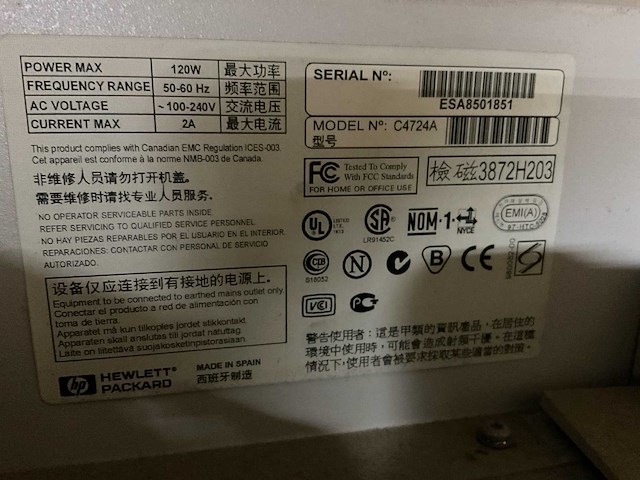 POWER MAX 120W 最大功率
FREQUENCY RANGE 50-60 Hz 频率范围
AC VOLTAGE ~100-240V 交流电压
CURRENT MAX 2A 最大电流
This product complies with Canadian EMC Regulation ICES-003.
Cet appareil est conforme à la norme NMB-003 de Canada.
非维修人员请勿打开机盖。
需要维修时请找专业人员服务.
NO OPERATOR SERVICEABLE PARTS INSIDE.
REFER SERVICING TO QUALIFIED SERVICE PERSONNEL.
NO HAY PIEZAS REPARABLES POR EL USUARIO EN EL INTERIOR.
REPARACIONES: CONTACTAR CON PERSONAL DE SERVICIO
AUTORIZADO.
设备仅应连接到有接地的电源上.
Equipment to be connected to earthed mains outlet only.
Conectar el producto a red de alimentación con
toma de tierra.
Apparatet må kun tilkoples jordet stikkontakt
Apparaten skall anslutas till jordat nätuttag
Laite on liitettävä suojakosketinpistorasiaan.
hp HEWLETT®
PACKARD
MADE IN SPAIN
西班牙制造
SERIAL Nº:
ESA8501851
MODEL Nº: C4724A
型号
FC Tested To Comply
With FCC Standards
FOR HOME OR OFFICE USE
檢磁3872H203
UL LISTED
I.T.E.
SA
LR91452C
NOM·1·
NYCE
EMI(A)
S18052
N
B
CE
S
VCI
警告使用者：這是甲類的資訊產品，在居住的
環境中使用時，可能會造成射頻干擾。在這種
情況下，使用者會被要求採取某些適當的對策.